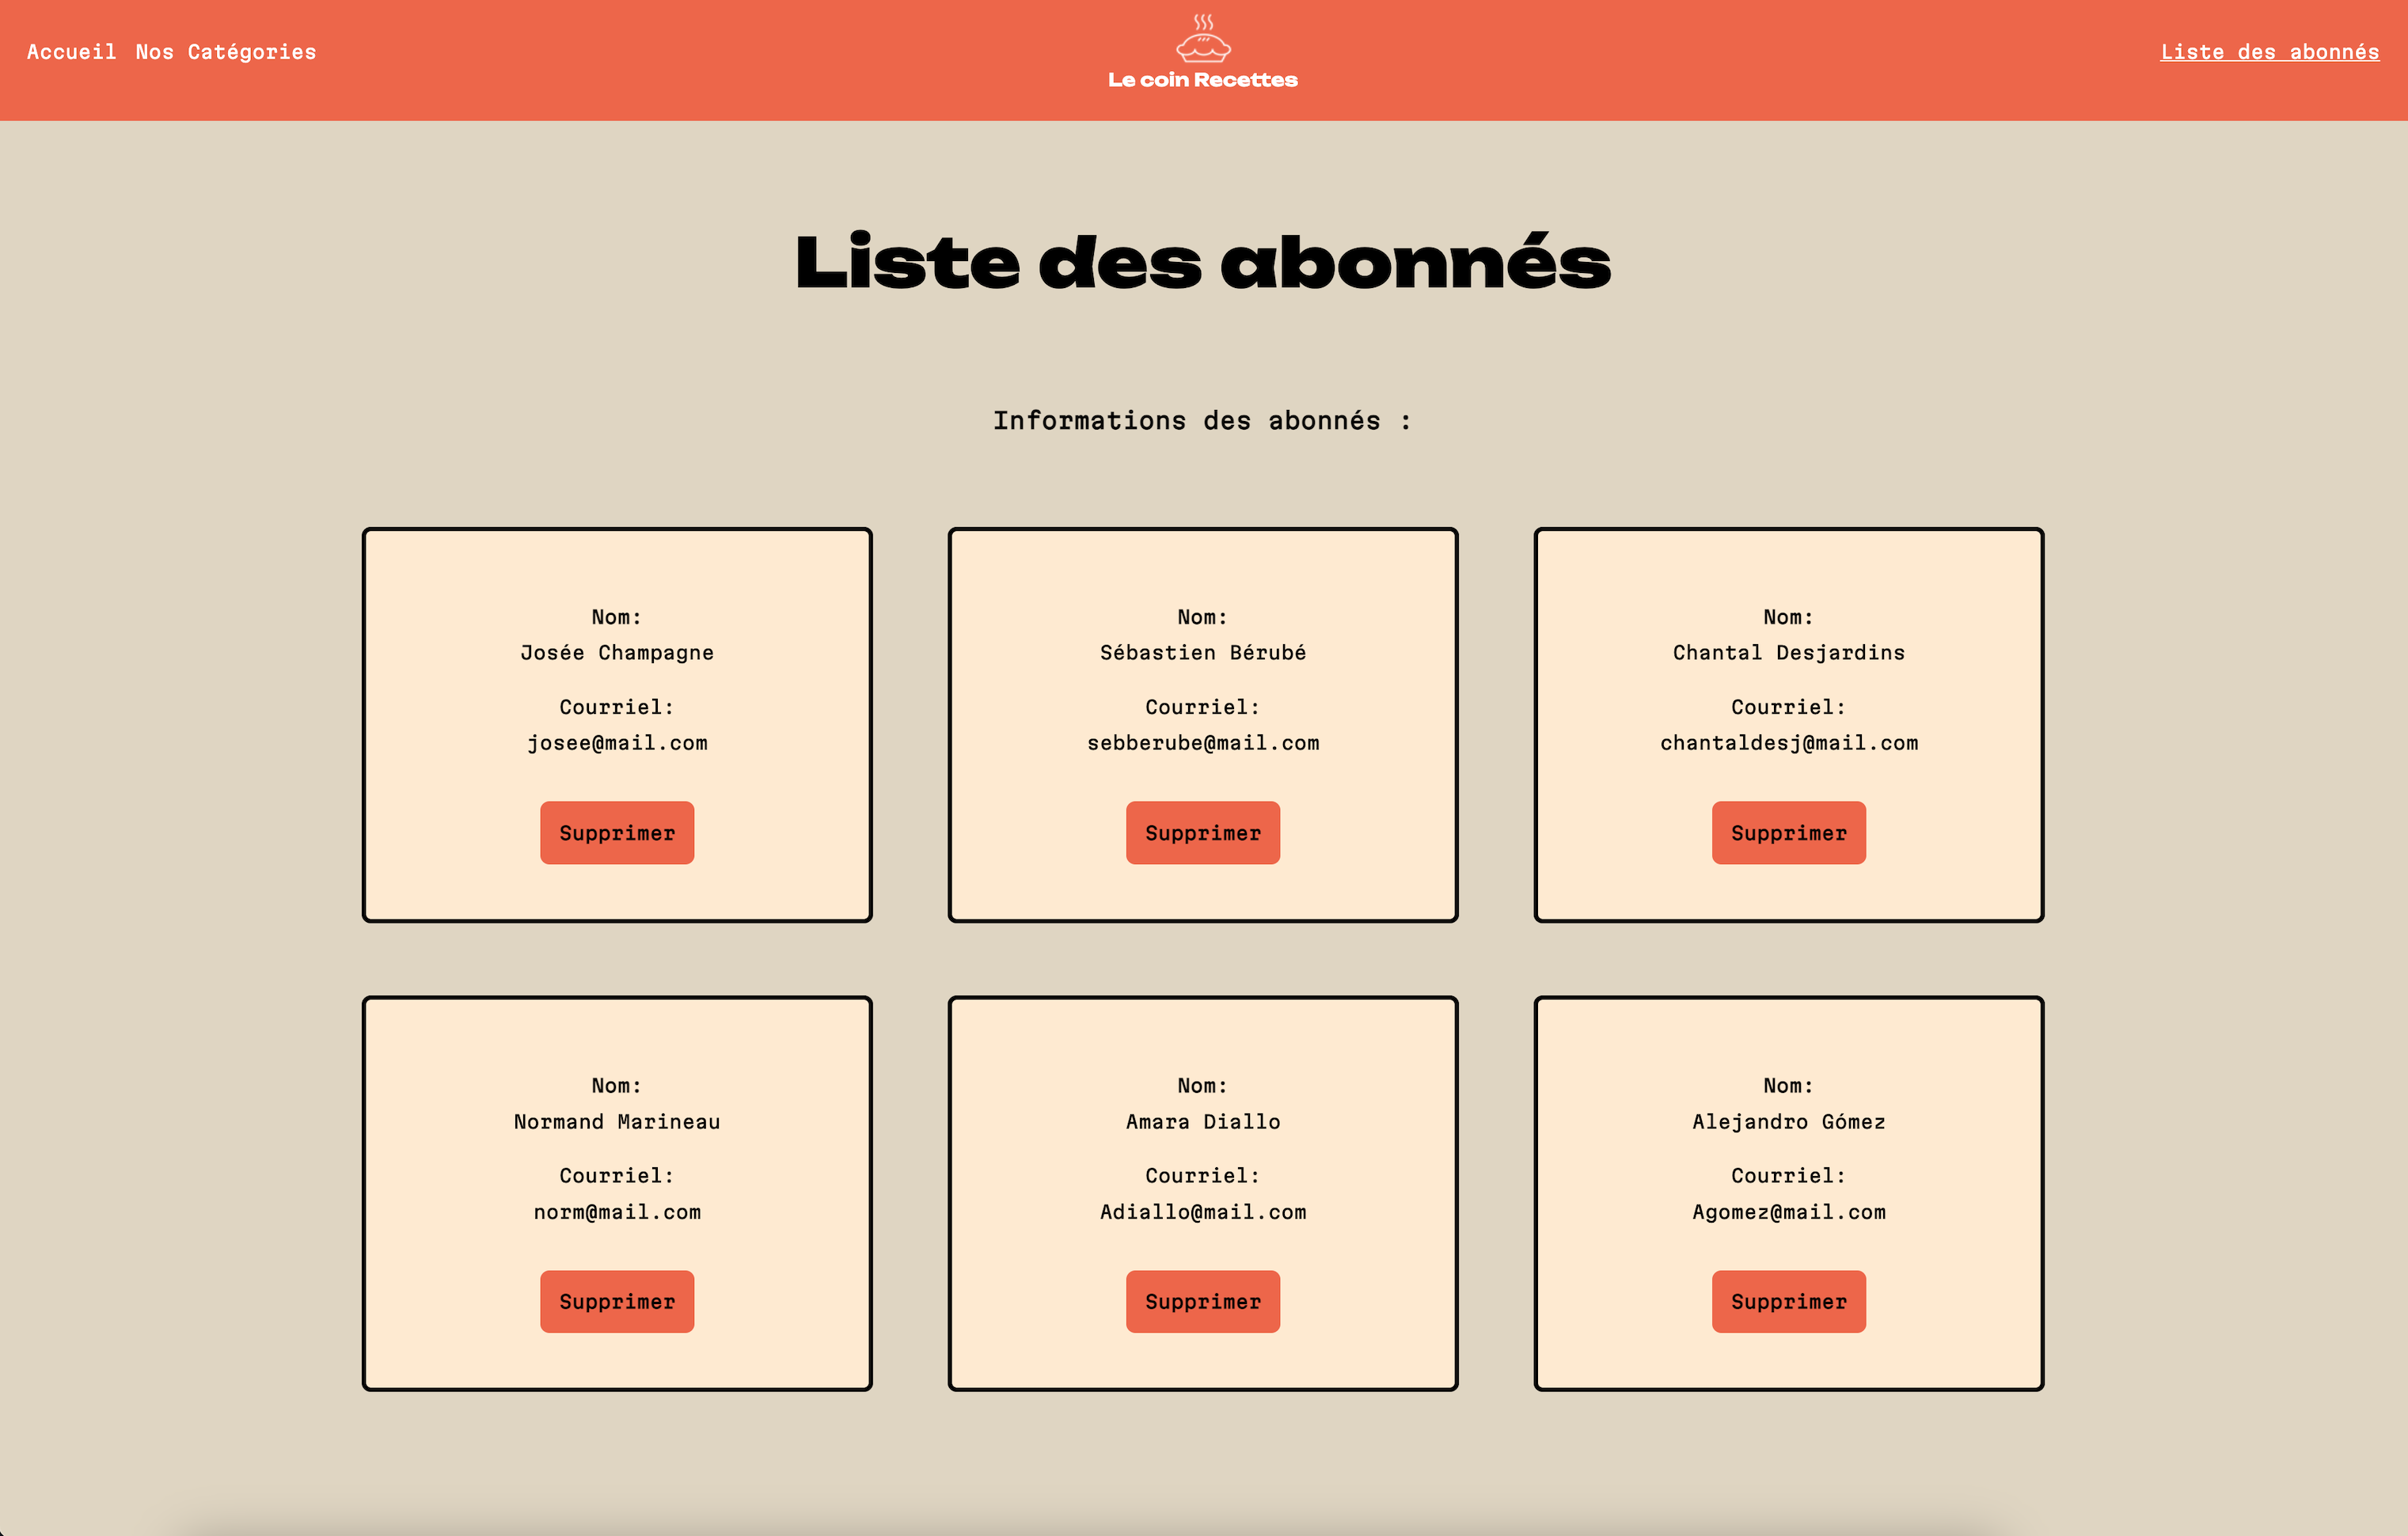 Accueil Nos Catégories
Le coin Recettes
Liste des abonnés
Liste des abonnés
Informations des abonnés :
Nom:
Josée Champagne
Courriel:
josee@mail.com
Supprimer
Nom:
Sébastien Bérubé
Courriel:
sebberube@mail.com
Supprimer
Nom:
Chantal Desjardins
Courriel:
chantaldesj@mail.com
Supprimer
Nom:
Normand Marineau
Courriel:
norm@mail.com
Supprimer
Nom:
Amara Diallo
Courriel:
Adiallo@mail.com
Supprimer
Nom:
Alejandro Gómez
Courriel:
Agomez@mail.com
Supprimer